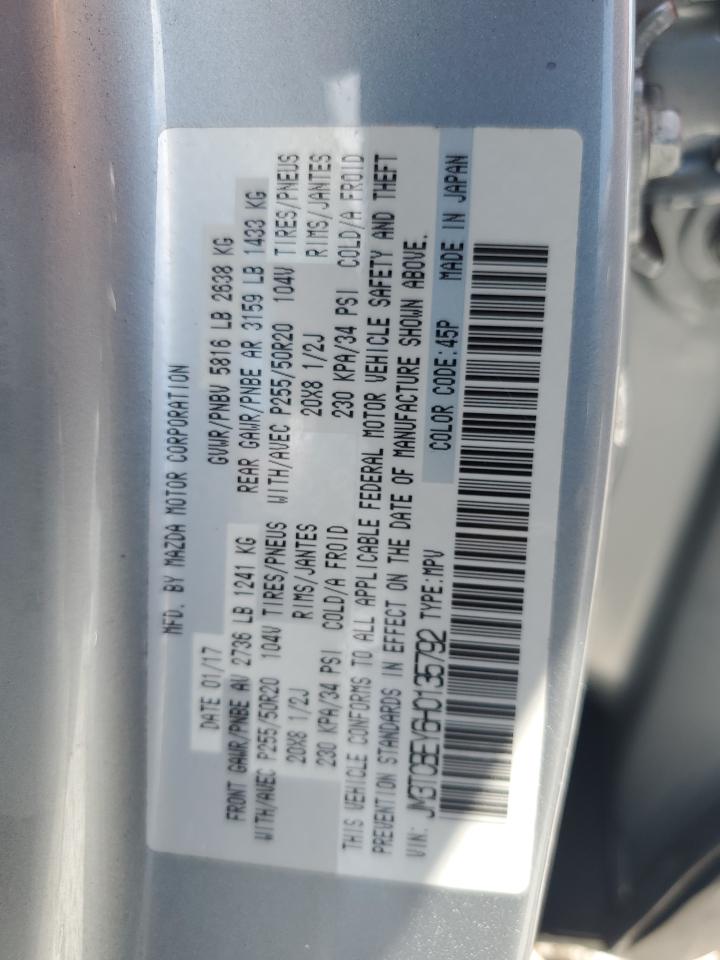 MFD. BY MAZDA MOTOR CORPORATION
DATE 01/17 GVWR/PNBV 5816 LB 2638 KG
FRONT GAWR/PNBE AV 2736 LB 1241 KG REAR GAWR/PNBE AR 3159 LB 1433 KG
WITH/AVEC P255/50R20 104V TIRES/PNEUS WITH/AVEC P255/50R20 104V TIRES/PNEUS
20X8 1/2J RIMS/JANTES 20X8 1/2J RIMS/JANTES
230 KPA/34 PSI COLD/A FROID 230 KPA/34 PSI COLD/A FROID
THIS VEHICLE CONFORMS TO ALL APPLICABLE FEDERAL MOTOR VEHICLE SAFETY AND THEFT
PREVENTION STANDARDS IN EFFECT ON THE DATE OF MANUFACTURE SHOWN ABOVE.
VIN: JM3TCBEY6H0135792 TYPE:MPV COLOR CODE:45P MADE IN JAPAN